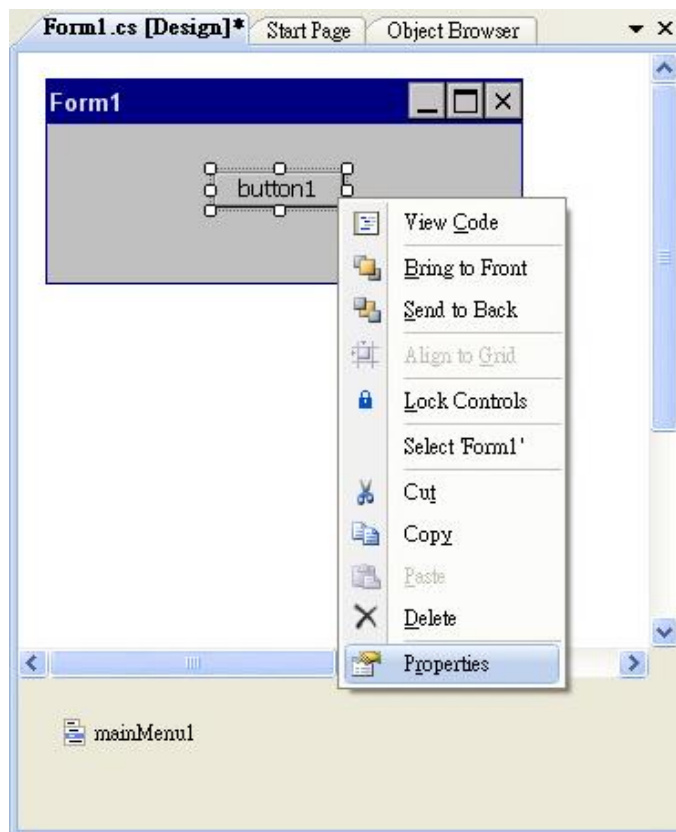 Form1.cs [Design]* Start Page Object Browser
Form1
button1
View Code
Bring to Front
Send to Back
Align to Grid
Lock Controls
Select 'Form1'
Cut
Copy
Paste
Delete
Properties
mainMenu1